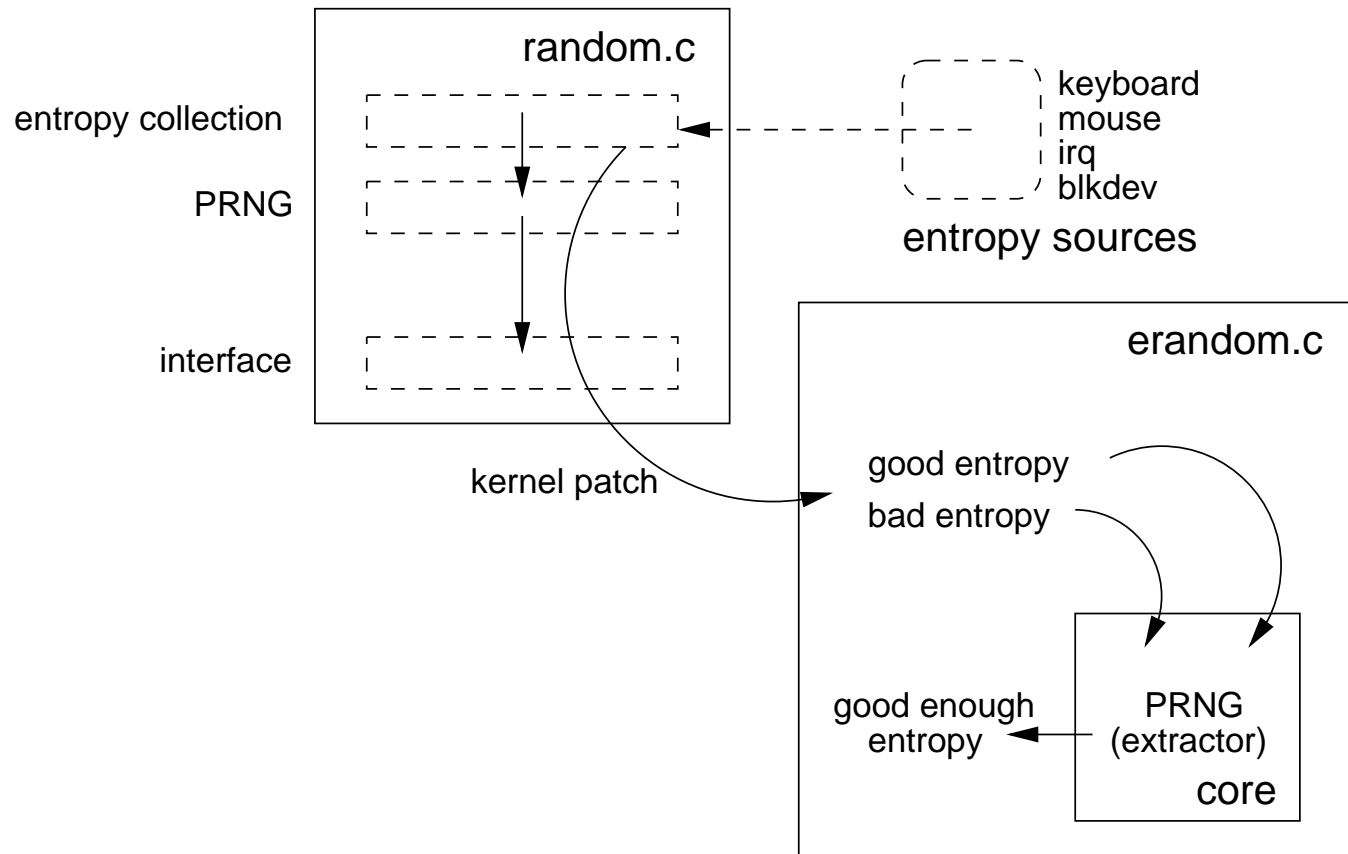 random.c
entropy collection
PRNG
interface
keyboard
mouse
irq
blkdev
entropy sources
kernel patch
erandom.c
good entropy
bad entropy
good enough
entropy
PRNG
(extractor)
core